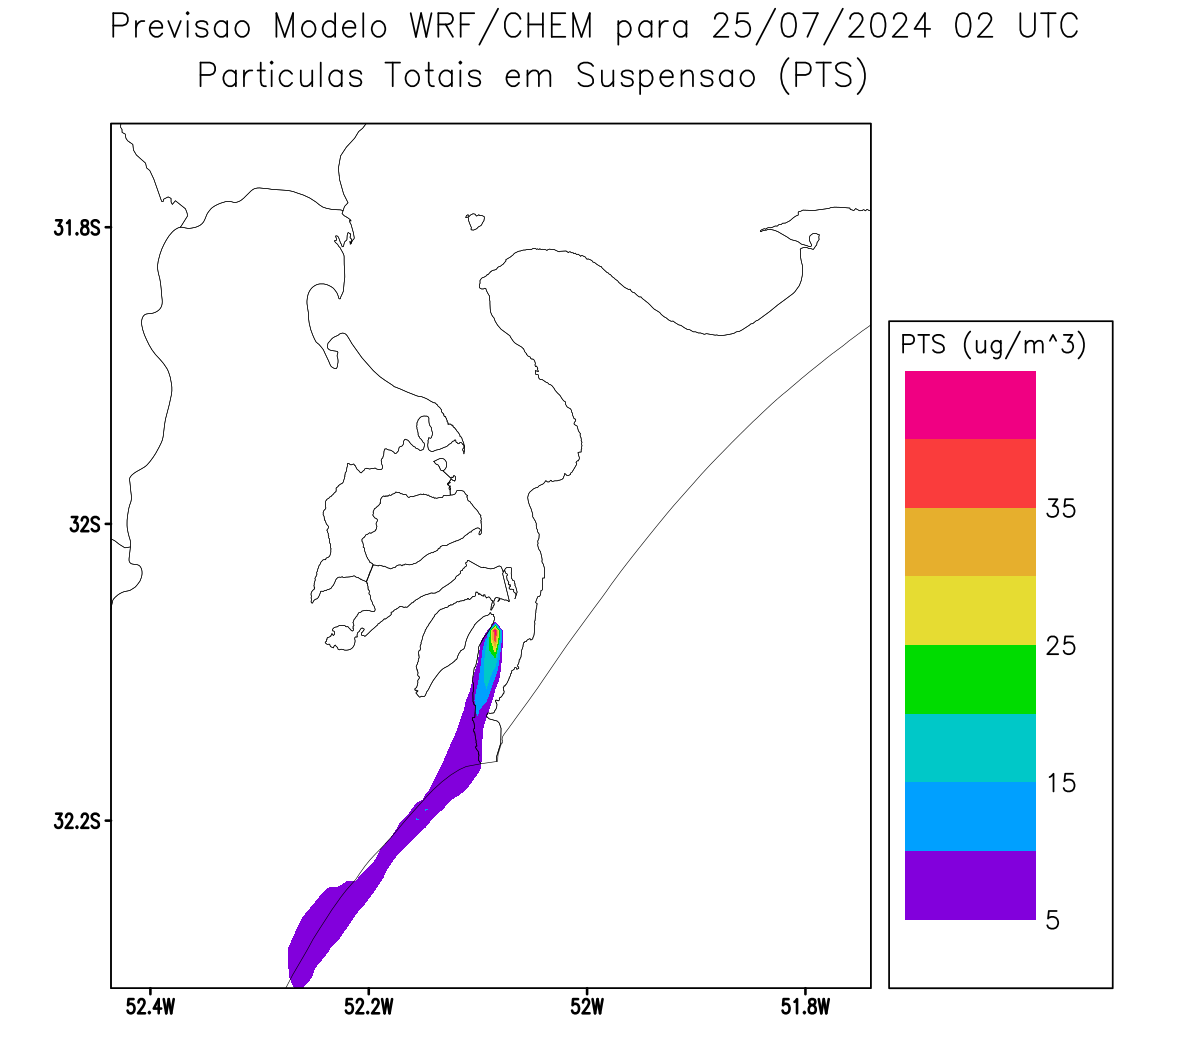 Previsao Modelo WRF/CHEM para 25/07/2024 02 UTC
Particulas Totais em Suspensao (PTS)
31.8S
32S
32.2S
52.4W
52.2W
52W
51.8W
PTS (ug/m^3)
35
25
15
5